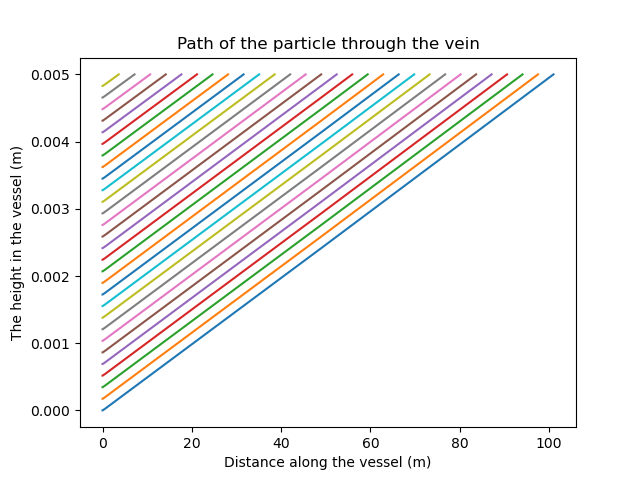 Path of the particle through the vein
0.005
0.004
0.003
0.002
0.001
0.000
The height in the vessel (m)
0 20 40 60 80 100
Distance along the vessel (m)